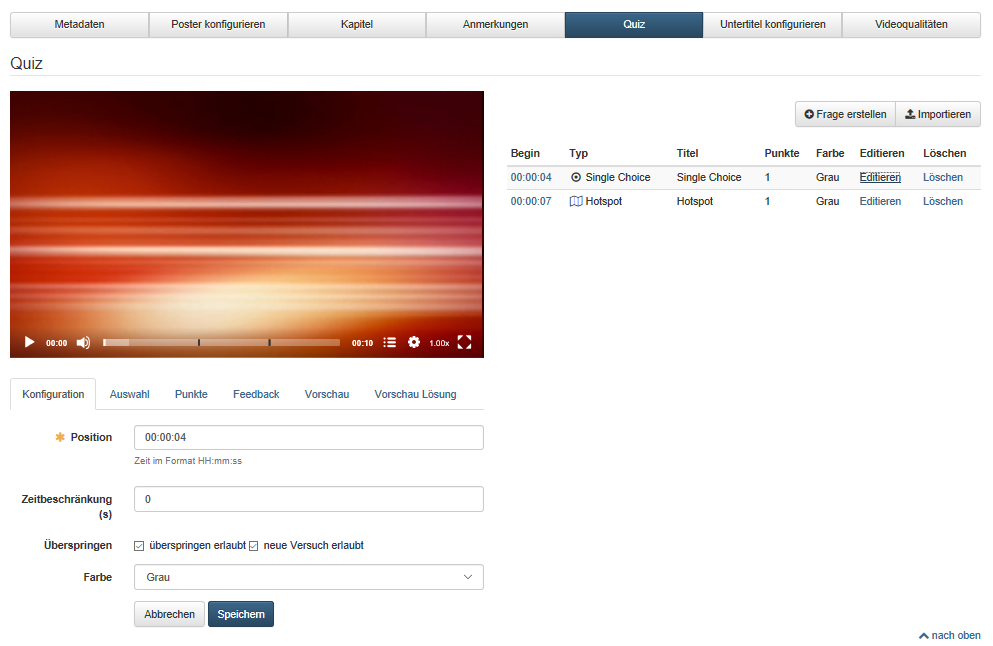 Metadaten Poster konfigurieren Kapitel Anmerkungen Quiz Untertitel konfigurieren Videoqualitäten
Quiz
Frage erstellen Importieren
Begin Typ Titel Punkte Farbe Editieren Löschen
00:00:04 Single Choice Single Choice 1 Grau Editieren Löschen
00:00:07 Hotspot Hotspot 1 Grau Editieren Löschen
00:00 00:10 1.00x
Konfiguration Auswahl Punkte Feedback Vorschau Vorschau Lösung
Position 00:00:04
Zeit im Format HH:mm:ss
Zeitbeschränkung 0
(s)
Überspringen überspringen erlaubt neue Versuch erlaubt
Farbe Grau
Abbrechen Speichern
nach oben